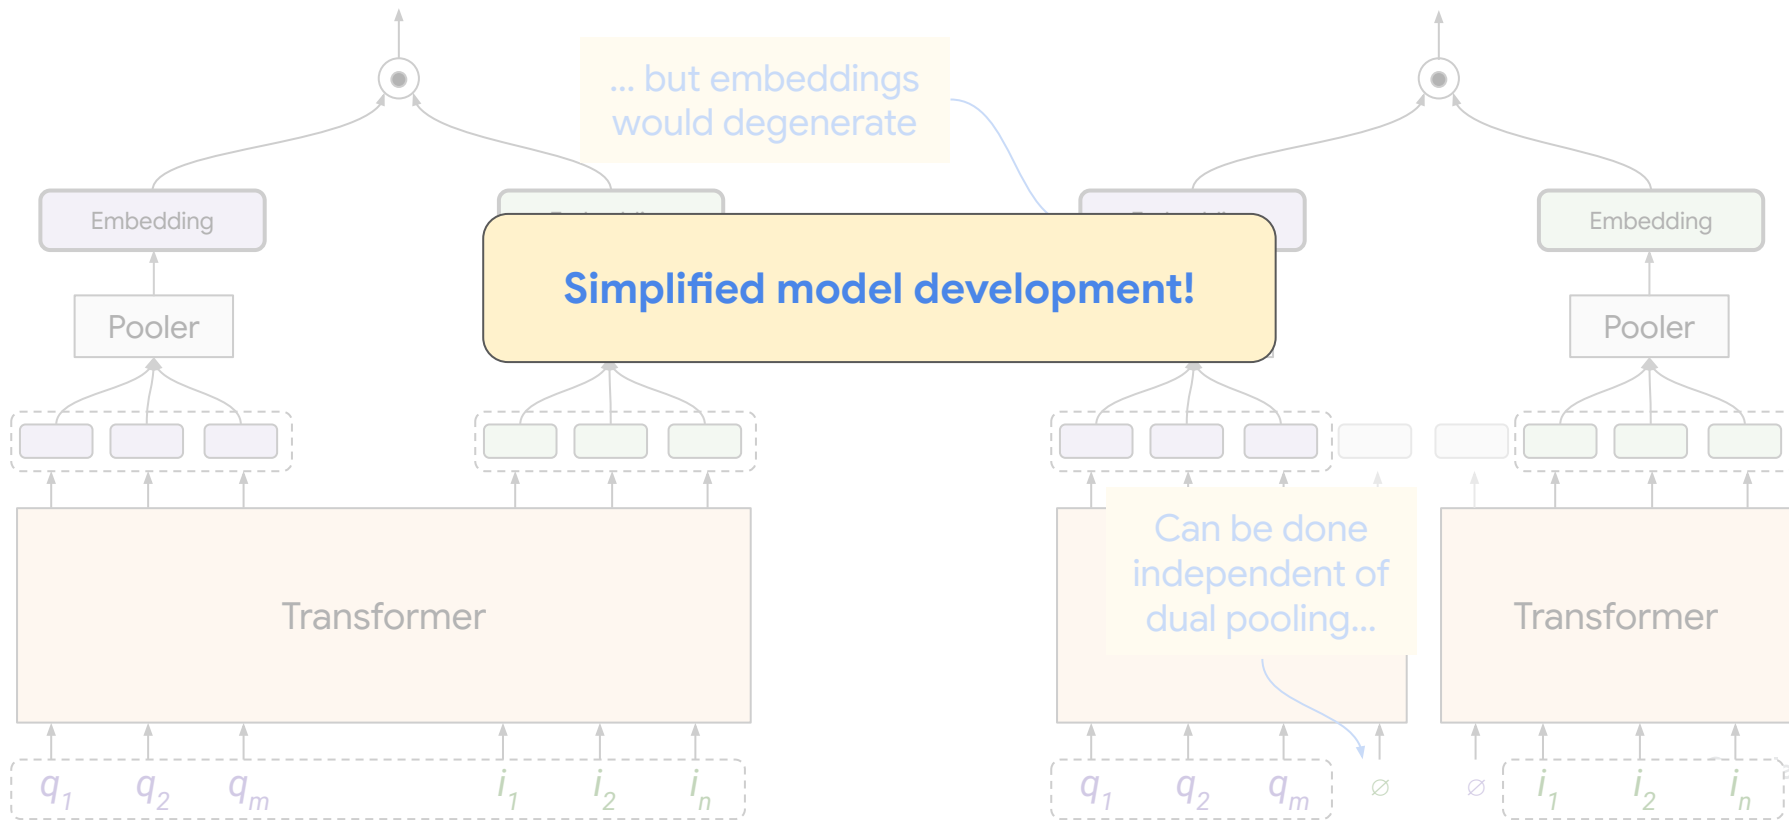 ... but embeddings
would degenerate
Embedding
Embedding
Simplified model development!
Pooler
Pooler
Can be done
independent of
dual pooling...
Transformer
Transformer
q1 q2 qm i1 i2 in
q1 q2 qm ∅ ∅ i1 i2 in